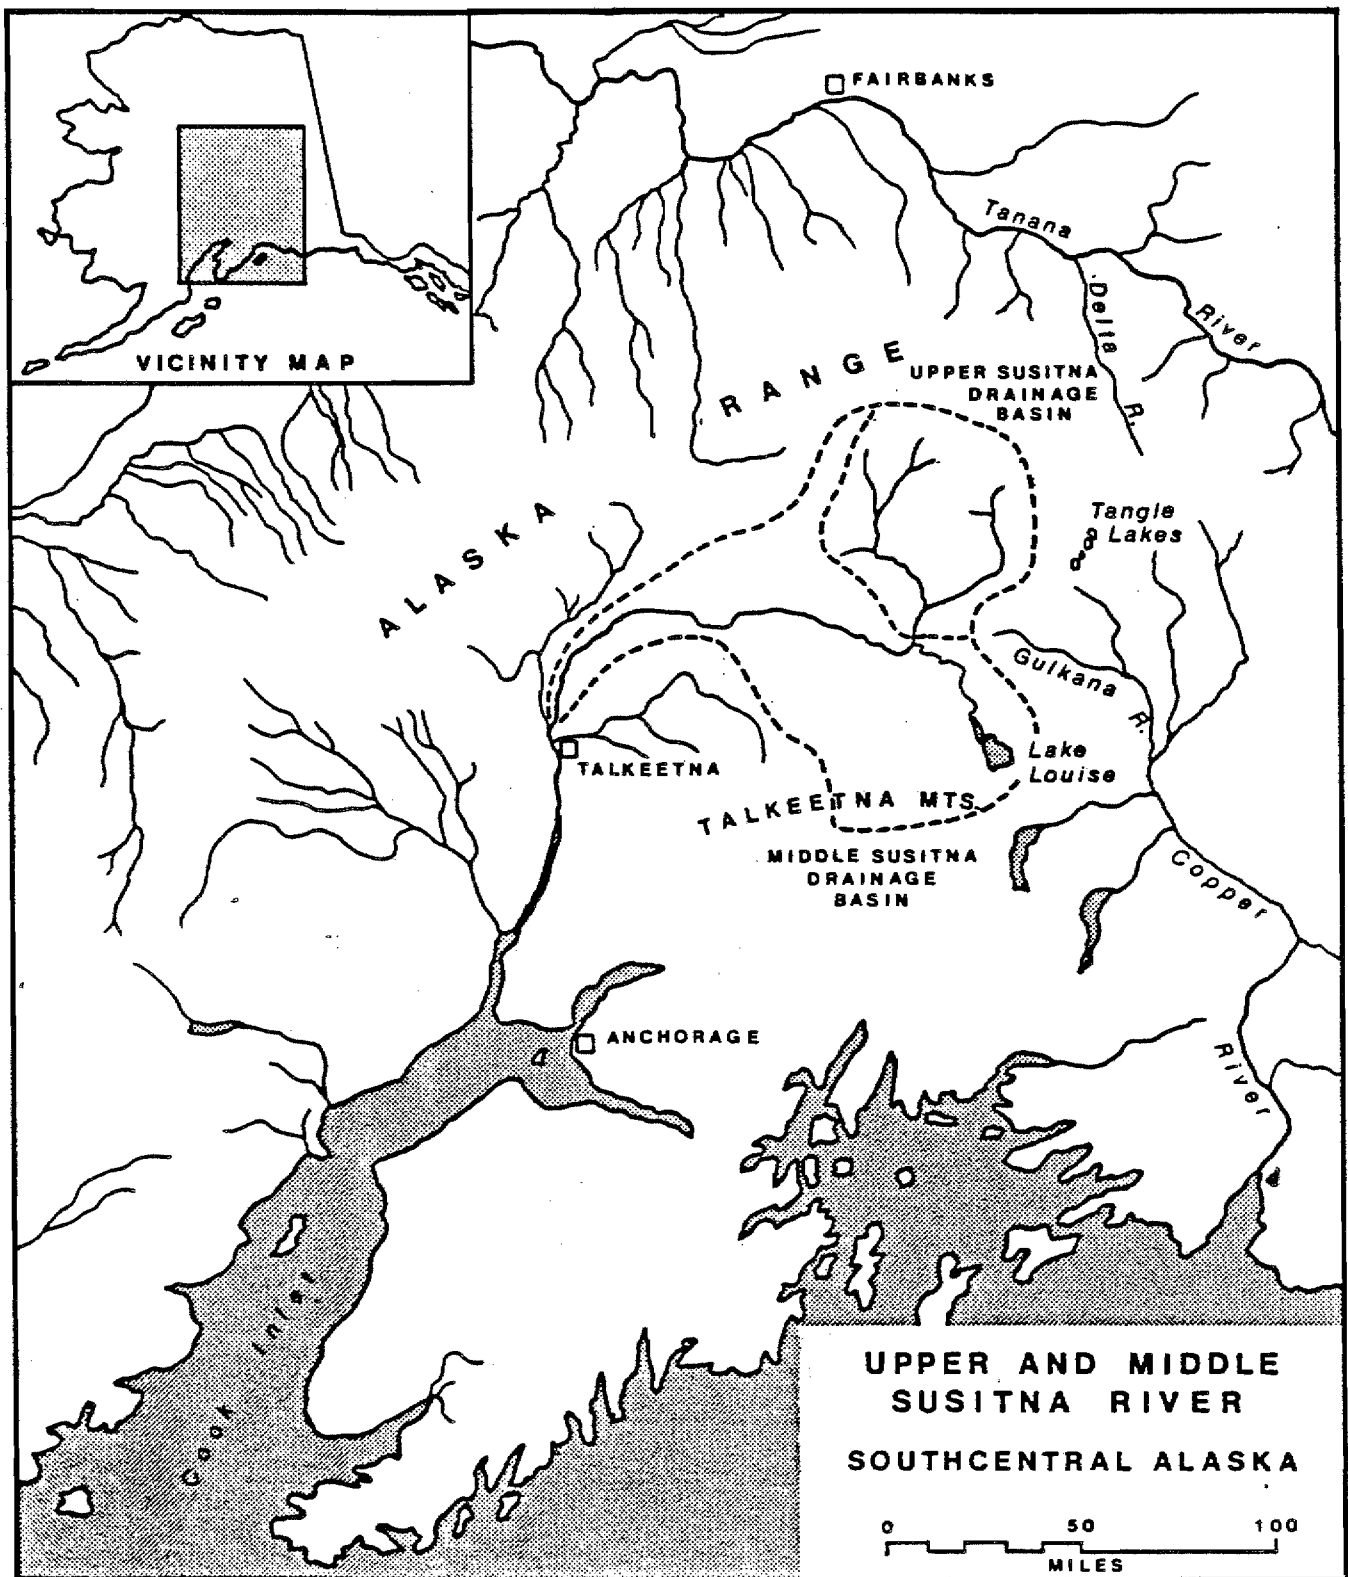 FAIRBANKS
Tanana
River
Delta
R.
VICINITY MAP
RANGE
UPPER SUSITNA
DRAINAGE
BASIN
ALASKA
Tangle
Lakes
Gulkana
R.
Lake
Louise
TALKEETNA
TALKEETNA MTS.
MIDDLE SUSITNA
DRAINAGE
BASIN
Copper
River
ANCHORAGE
Cook Inlet
UPPER AND MIDDLE
SUSITNA RIVER
SOUTHCENTRAL ALASKA
0 50 100
MILES